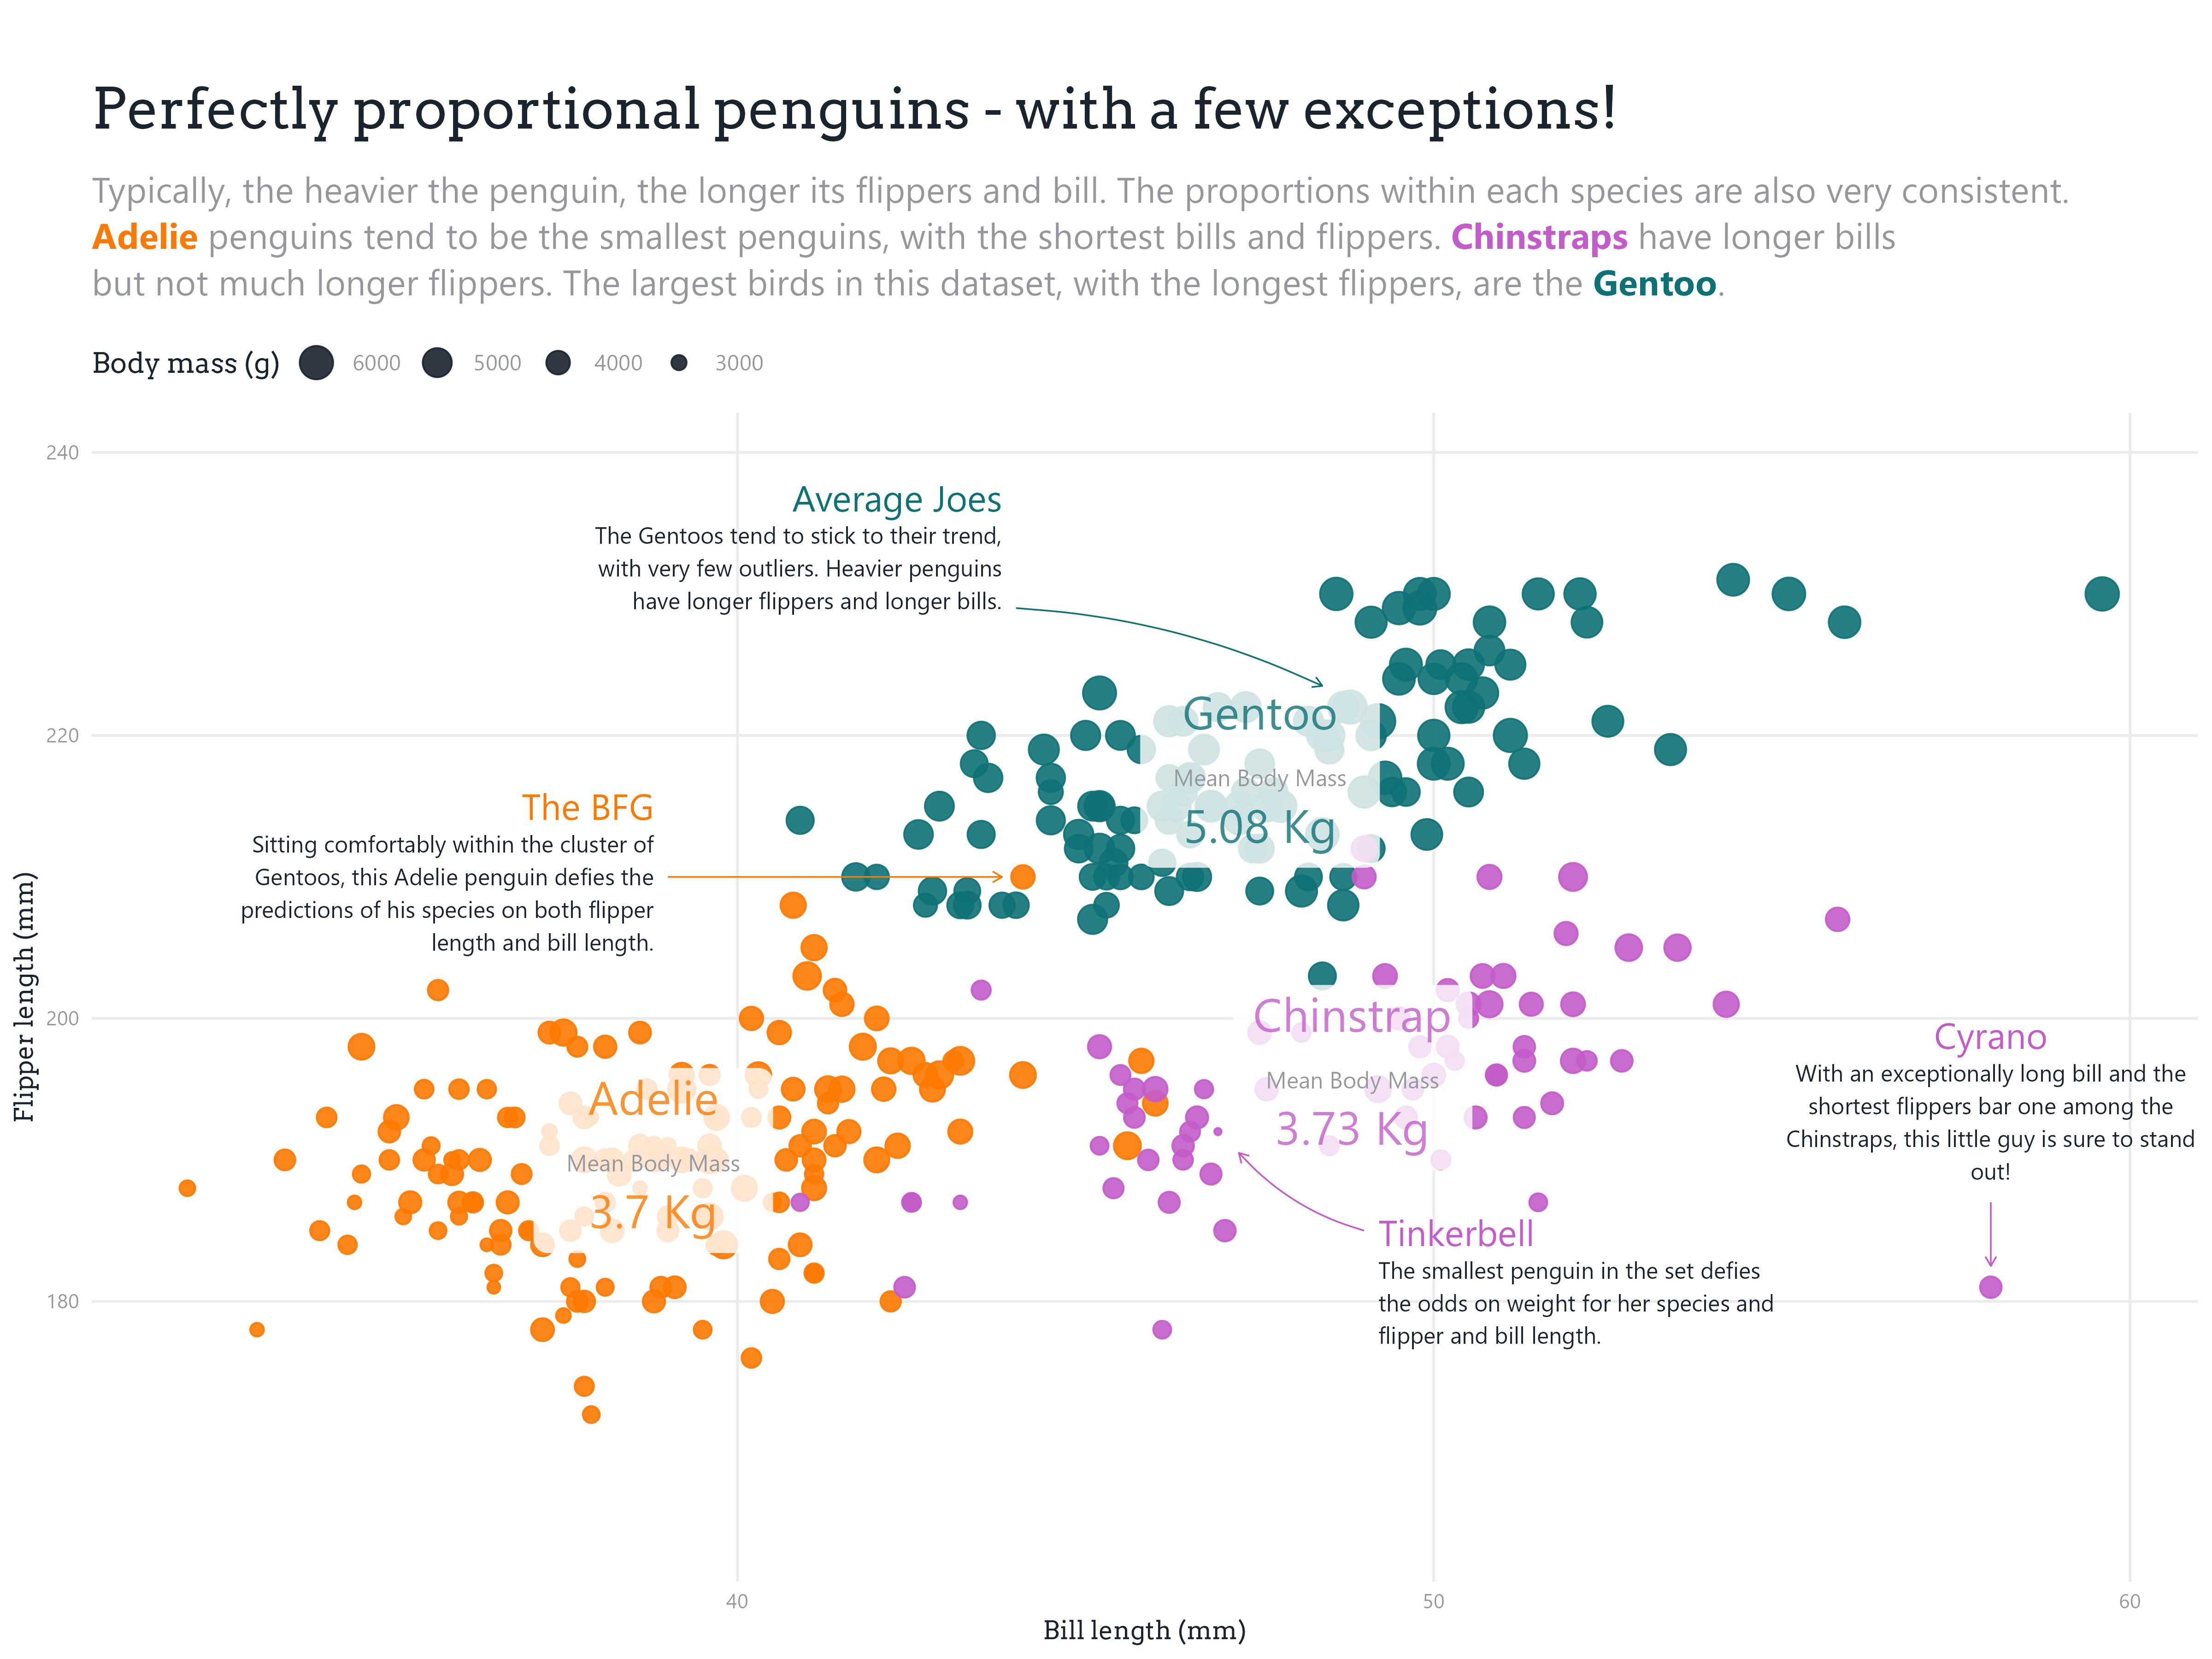 Perfectly proportional penguins - with a few exceptions!
Typically, the heavier the penguin, the longer its flippers and bill. The proportions within each species are also very consistent.
Adelie penguins tend to be the smallest penguins, with the shortest bills and flippers. Chinstraps have longer bills
but not much longer flippers. The largest birds in this dataset, with the longest flippers, are the Gentoo.
Body mass (g) 6000 5000 4000 3000
240
220
200
180
Flipper length (mm)
Average Joes
The Gentoos tend to stick to their trend,
with very few outliers. Heavier penguins
have longer flippers and longer bills.
Gentoo
Mean Body Mass
5.08 Kg
The BFG
Sitting comfortably within the cluster of
Gentoos, this Adelie penguin defies the
predictions of his species on both flipper
length and bill length.
Chinstrap
Mean Body Mass
3.73 Kg
Cyrano
With an exceptionally long bill and the
shortest flippers bar one among the
Chinstraps, this little guy is sure to stand
out!
Adelie
Mean Body Mass
3.7 Kg
Tinkerbell
The smallest penguin in the set defies
the odds on weight for her species and
flipper and bill length.
40 50 60
Bill length (mm)